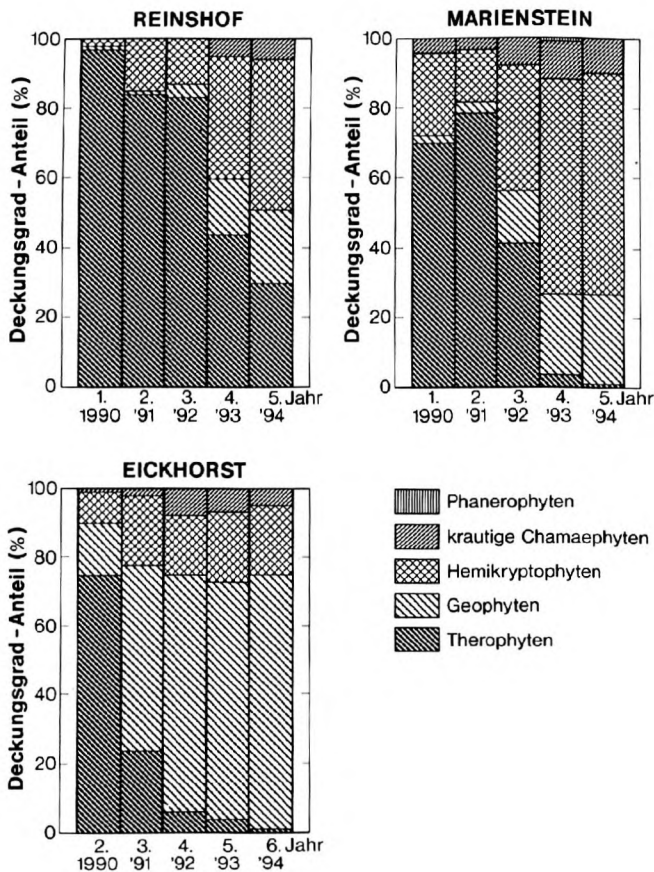 REINSHOF
Deckungsgrad - Anteil (%)
100
80
60
40
20
0
1. 2. 3. 4. 5. Jahr
1990 '91 '92 '93 '94
MARIENSTEIN
Deckungsgrad - Anteil (%)
100
80
60
40
20
0
1. 2. 3. 4. 5. Jahr
1990 '91 '92 '93 '94
EICKHORST
Deckungsgrad - Anteil (%)
100
80
60
40
20
0
2. 3. 4. 5. 6. Jahr
1990 '91 '92 '93 '94
Phanerophyten
krautige Chamaephyten
Hemikryptophyten
Geophyten
Therophyten